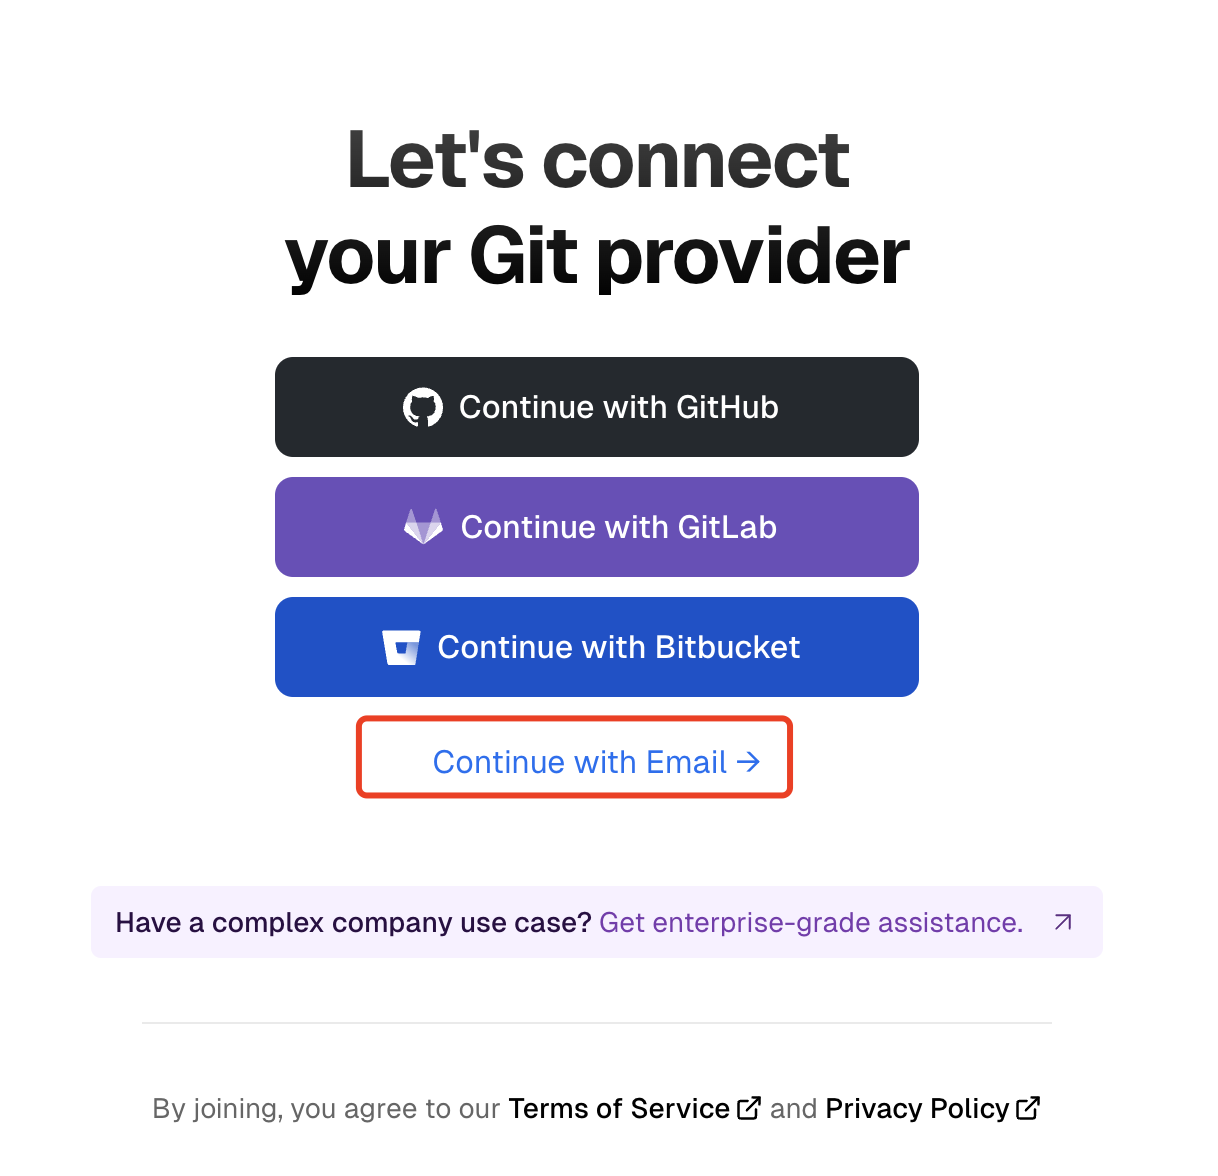 Let's connect
your Git provider
Continue with GitHub
Continue with GitLab
Continue with Bitbucket
Continue with Email →
Have a complex company use case? Get enterprise-grade assistance.
By joining, you agree to our Terms of Service and Privacy Policy